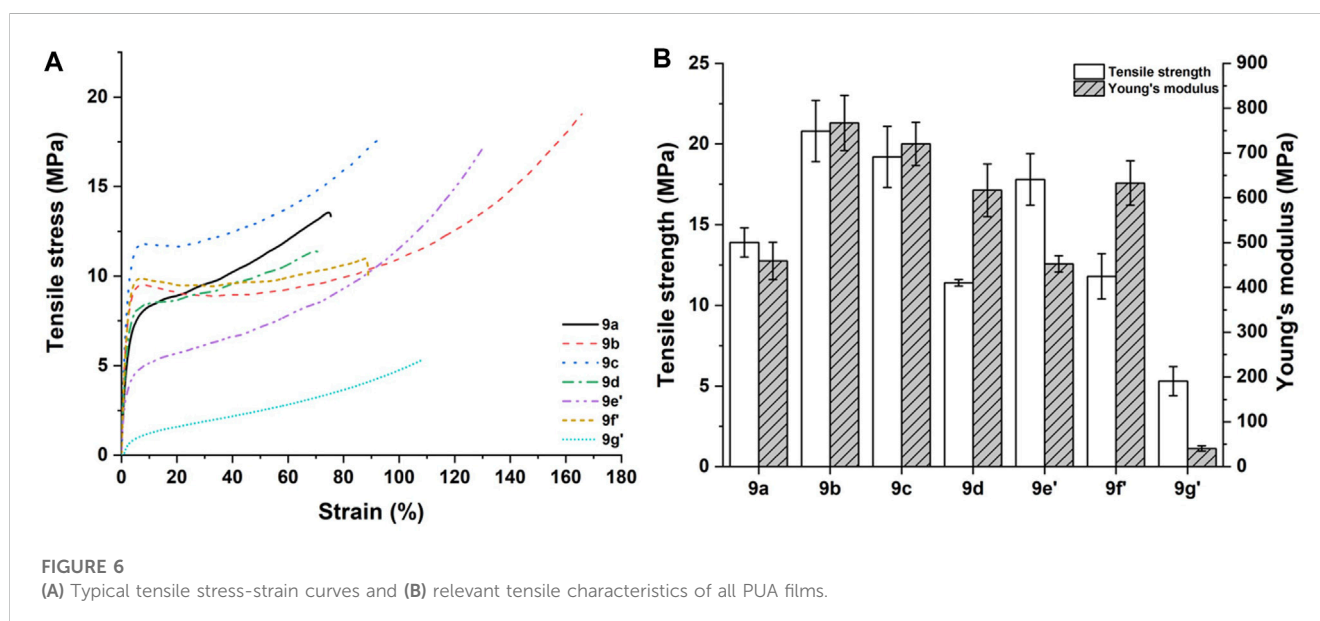 A
Tensile stress (MPa)
20
15
10
5
0
0 20 40 60 80 100 120 140 160 180
Strain (%)
9a
9b
9c
9d
9e'
9f'
9g'
B
Tensile strength (MPa)
25
20
15
10
5
0
Tensile strength
Young's modulus
900
800
700
600
500
400
300
200
100
0
Young's modulus (MPa)
9a 9b 9c 9d 9e' 9f' 9g'
FIGURE 6
(A) Typical tensile stress-strain curves and (B) relevant tensile characteristics of all PUA films.